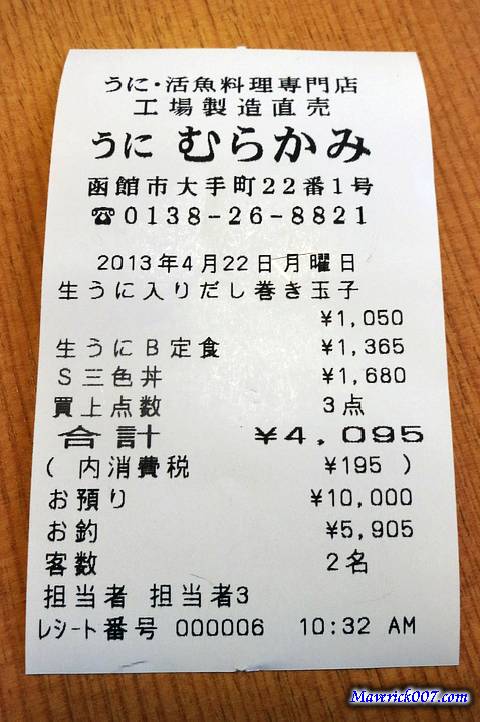 うに・活魚料理専門店
工場製造直売
うに むらかみ
函館市大手町22番1号
☎0138-26-8821
2013年4月22日月曜日
生うに入りだし巻き玉子
¥1,050
生うにB定食 ¥1,365
S三色丼 ¥1,680
買上点数 3点
合計 ¥4,095
( 内消費税 ¥195 )
お預り ¥10,000
お釣 ¥5,905
客数 2名
担当者 担当者3
レシート番号 000006 10:32 AM
Maverick007.com